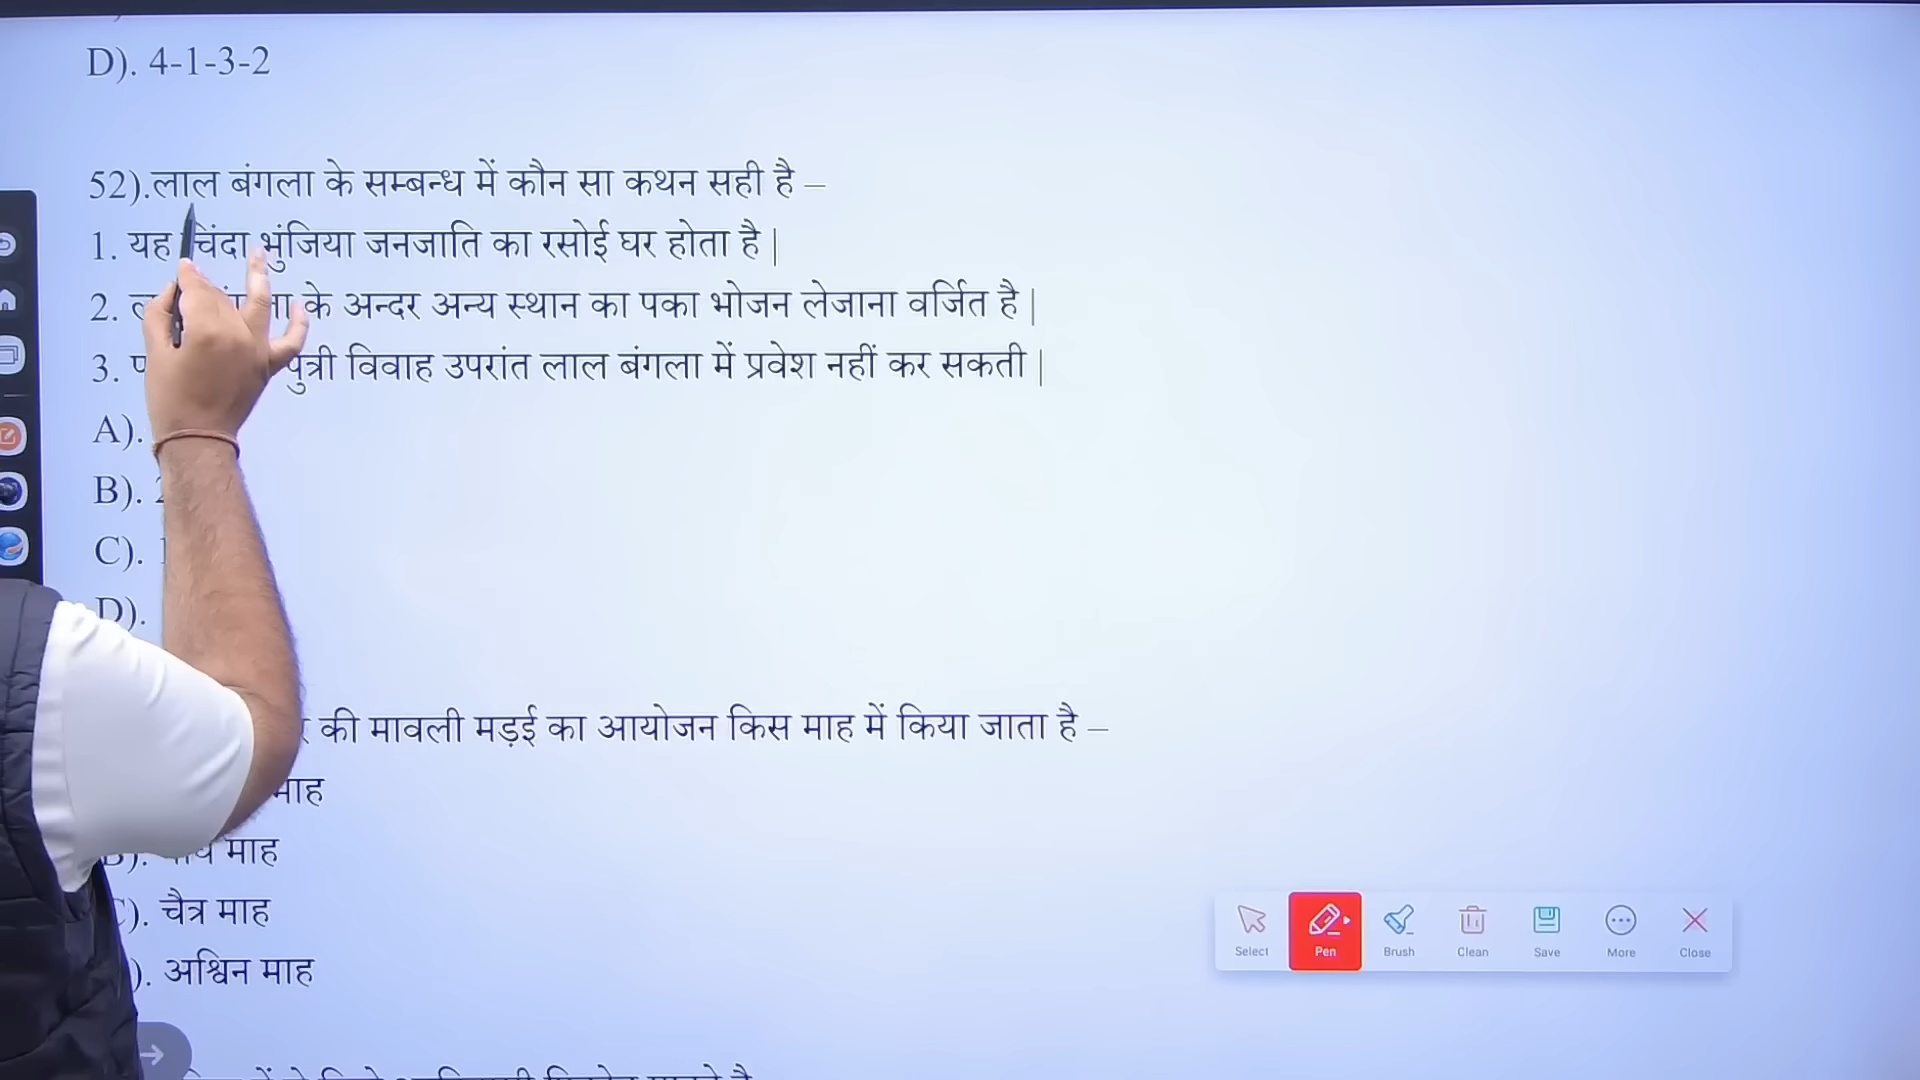 D). 4-1-3-2
52).लाल बंगला के सम्बन्ध में कौन सा कथन सही है –
1. यह चिंदा भुंजिया जनजाति का रसोई घर होता है |
2. के अन्दर अन्य स्थान का पका भोजन लेजाना वर्जित है |
3. पुत्री विवाह उपरांत लाल बंगला में प्रवेश नहीं कर सकती |
A).
B).
C).
D).
की मावली मड़ई का आयोजन किस माह में किया जाता है –
माह
B). माह
C). चैत्र माह
). अश्विन माह
Select Pen Brush Clean Save More Close